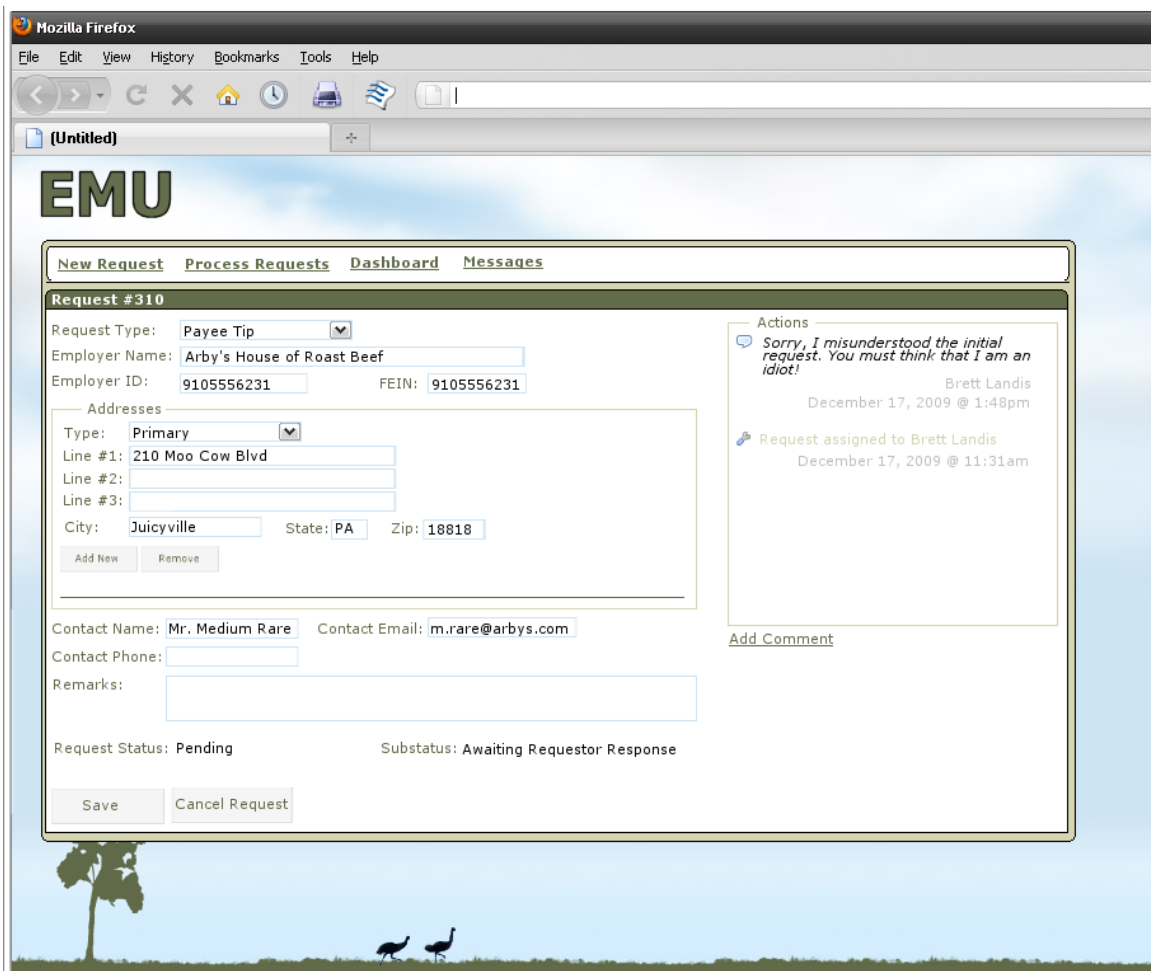 Mozilla Firefox
File Edit View History Bookmarks Tools Help
(Untitled)
EMU
New Request Process Requests Dashboard Messages
Request #310
Request Type: Payee Tip
Employer Name: Arby's House of Roast Beef
Employer ID: 9105556231 FEIN: 9105556231
Addresses
Type: Primary
Line #1: 210 Moo Cow Blvd
Line #2:
Line #3:
City: Juicyville State: PA Zip: 18818
Add New Remove
Contact Name: Mr. Medium Rare Contact Email: m.rare@arbys.com
Contact Phone:
Remarks:
Request Status: Pending Substatus: Awaiting Requestor Response
Save Cancel Request
Actions
Sorry, I misunderstood the initial
request. You must think that I am an
idiot!
Brett Landis
December 17, 2009 @ 1:48pm
Request assigned to Brett Landis
December 17, 2009 @ 11:31am
Add Comment